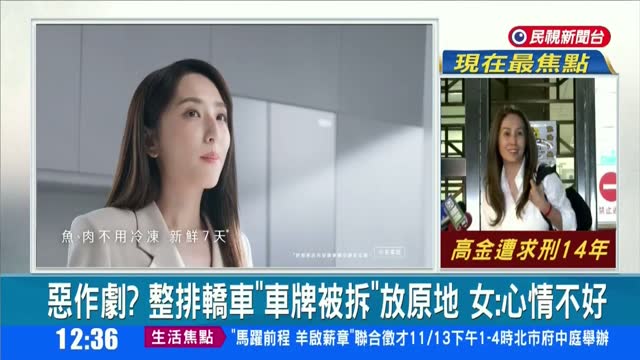 民視新聞台
現在最焦點
魚、肉不用冷凍 新鮮7天*
禁止
高金遭求刑14年
惡作劇? 整排轎車"車牌被拆"放原地 女:心情不好
12:36 生活焦點 "馬躍前程 羊啟薪章"聯合徵才11/13下午1-4時北市府中庭舉辦